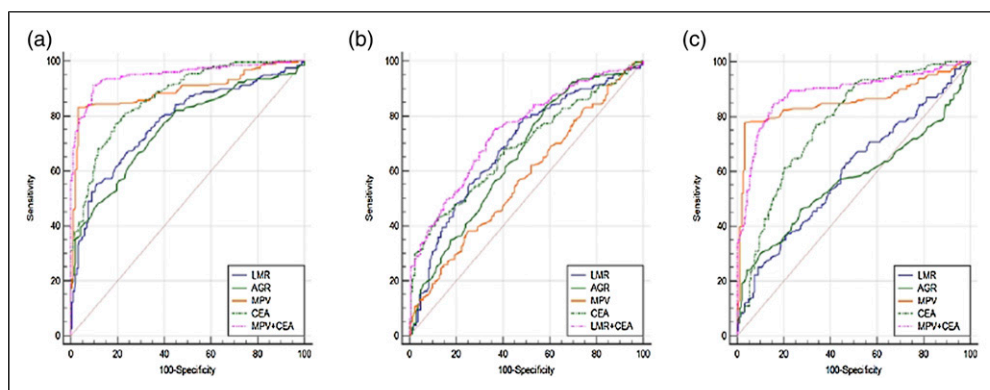 (a)
100
80
60
40
20
0
Sensitivity
LMR
AGR
MPV
CEA
MPV+CEA
0 20 40 60 80 100
100-Specificity
(b)
100
80
60
40
20
0
Sensitivity
LMR
AGR
MPV
CEA
LMR+CEA
0 20 40 60 80 100
100-Specificity
(c)
100
80
60
40
20
0
Sensitivity
LMR
AGR
MPV
CEA
MPV+CEA
0 20 40 60 80 100
100-Specificity